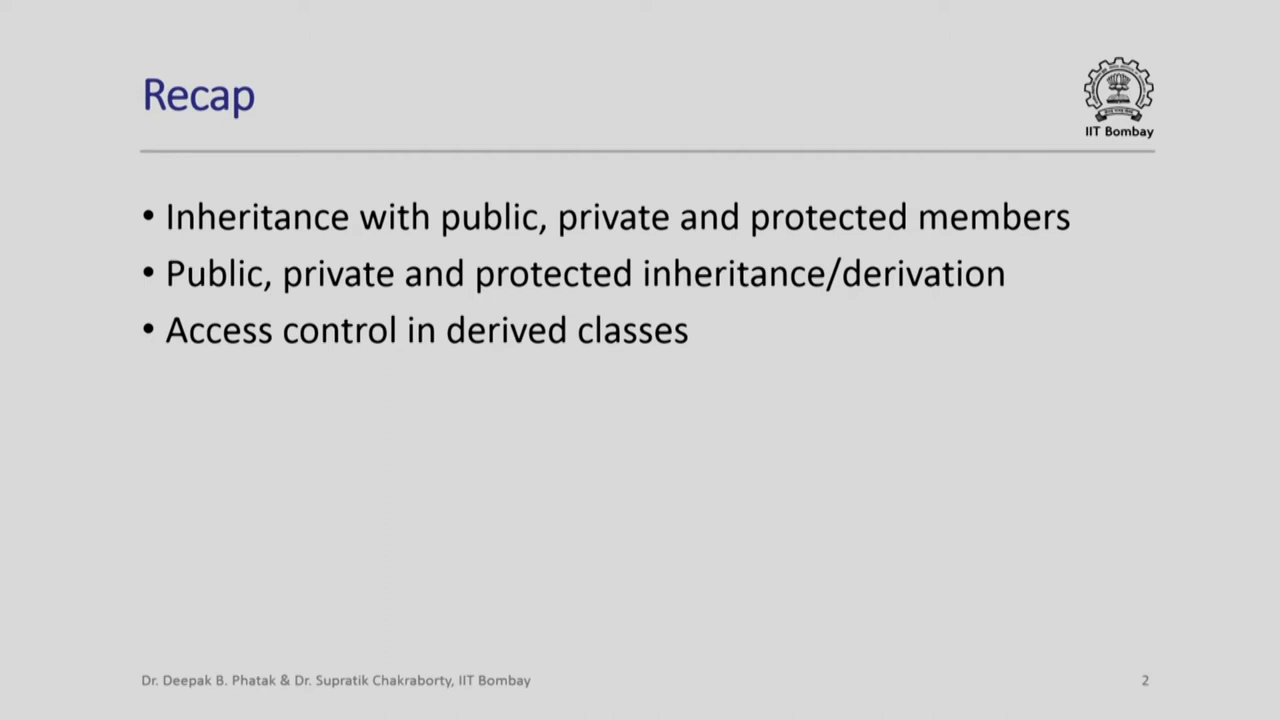 Recap
IIT Bombay
• Inheritance with public, private and protected members
• Public, private and protected inheritance/derivation
• Access control in derived classes
Dr. Deepak B. Phatak & Dr. Supratik Chakraborty, IIT Bombay
2